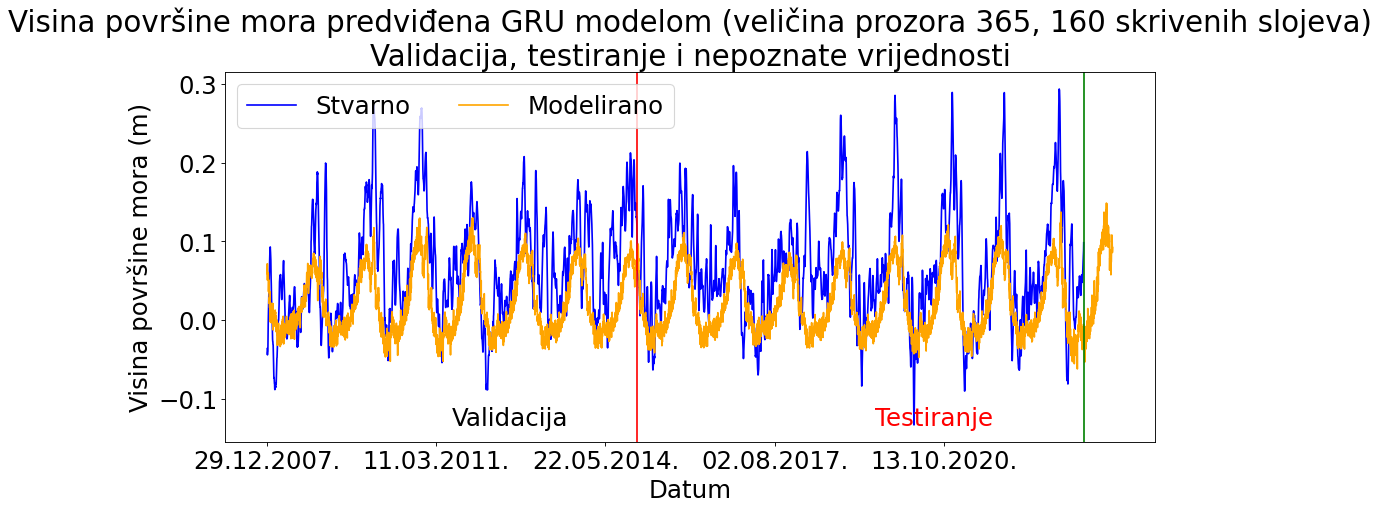 Visina površine mora predviđena GRU modelom (veličina prozora 365, 160 skrivenih slojeva)
Validacija, testiranje i nepoznate vrijednosti
Stvarno
Modelirano
Visina površine mora (m)
0.3
0.2
0.1
0.0
−0.1
Validacija
Testiranje
29.12.2007.
11.03.2011.
22.05.2014.
02.08.2017.
13.10.2020.
Datum